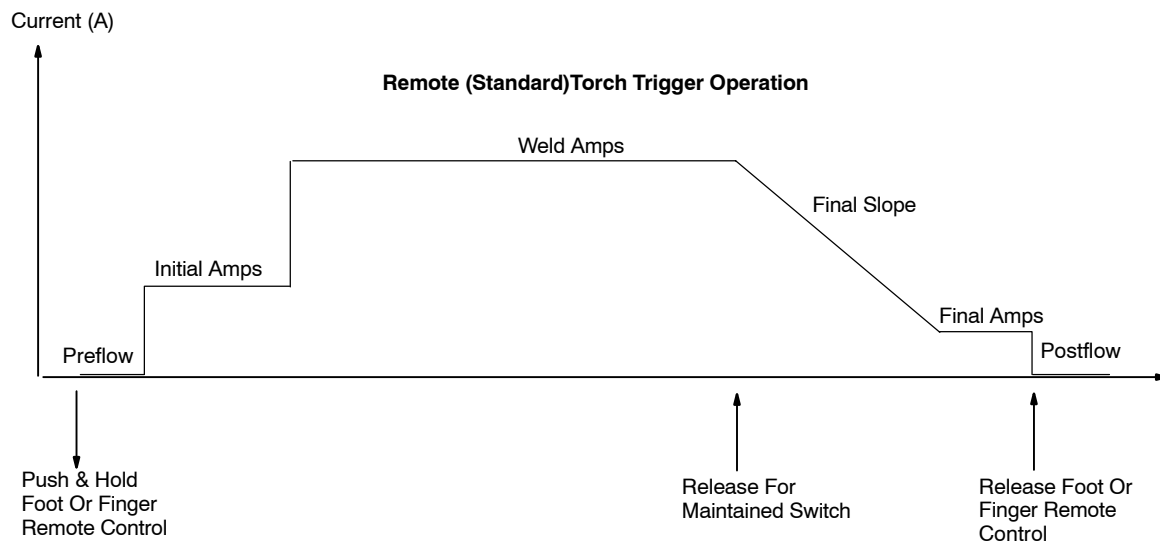 Current (A)
Remote (Standard)Torch Trigger Operation
Weld Amps
Final Slope
Initial Amps
Final Amps
Preflow
Postflow
Push & Hold
Foot Or Finger
Remote Control
Release For
Maintained Switch
Release Foot Or
Finger Remote
Control